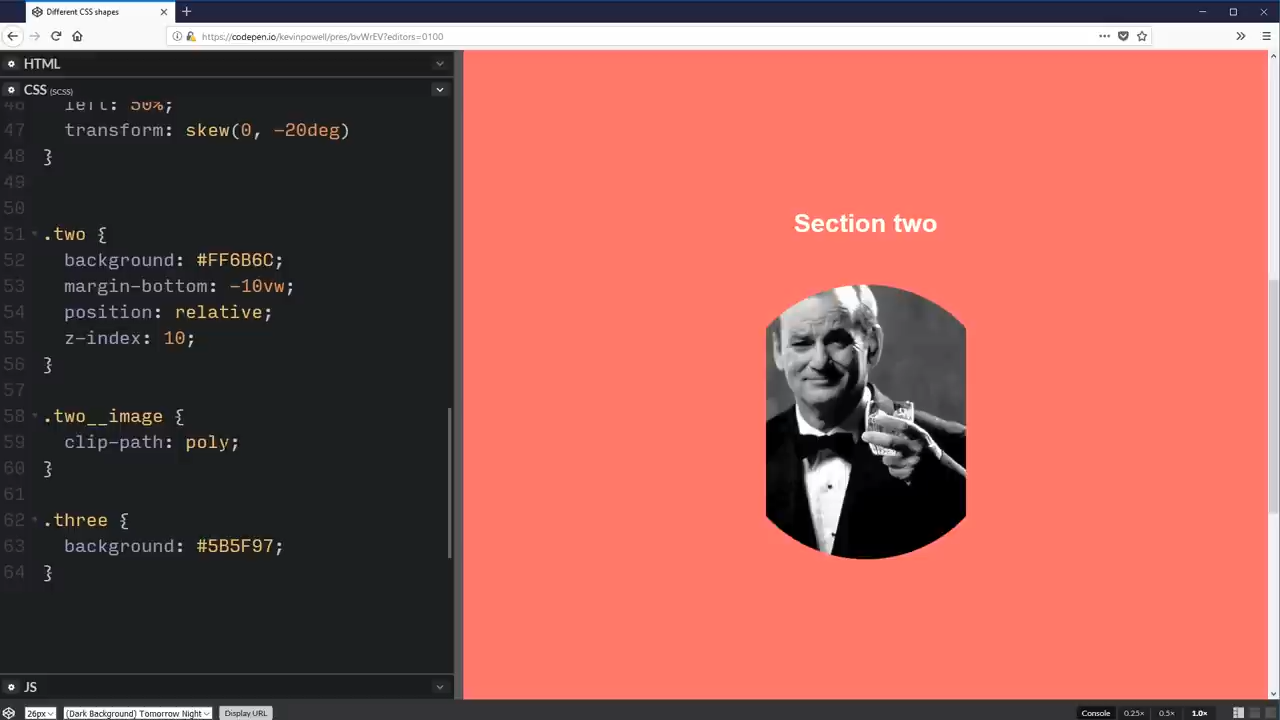 Different CSS shapes
https://codepen.io/kevinpowell/pres/bvWrEV?editors=0100
HTML
CSS (SCSS)
46 left: 50%;
47 transform: skew(0, -20deg)
48 }
49
50
51 .two {
52 background: #FF6B6C;
53 margin-bottom: -10vw;
54 position: relative;
55 z-index: 10;
56 }
57
58 .two__image {
59 clip-path: poly;
60 }
61
62 .three {
63 background: #5B5F97;
64 }
Section two
JS
26px (Dark Background) Tomorrow Night Display URL Console 0.25× 0.5× 1.0×